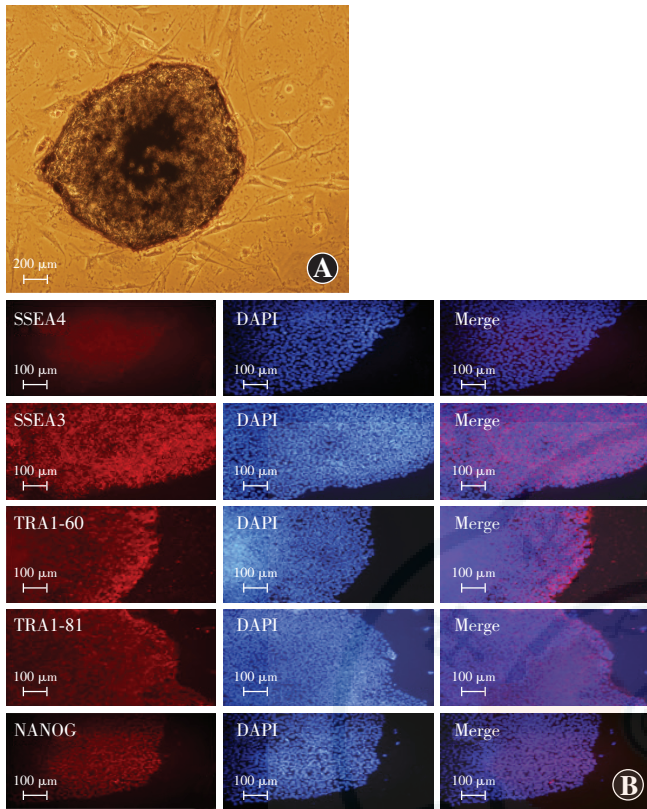 200 μm
A
SSEA4 DAPI Merge
100 μm 100 μm 100 μm
SSEA3 DAPI Merge
100 μm 100 μm 100 μm
TRA1-60 DAPI Merge
100 μm 100 μm 100 μm
TRA1-81 DAPI Merge
100 μm 100 μm 100 μm
NANOG DAPI Merge
100 μm 100 μm 100 μm
B